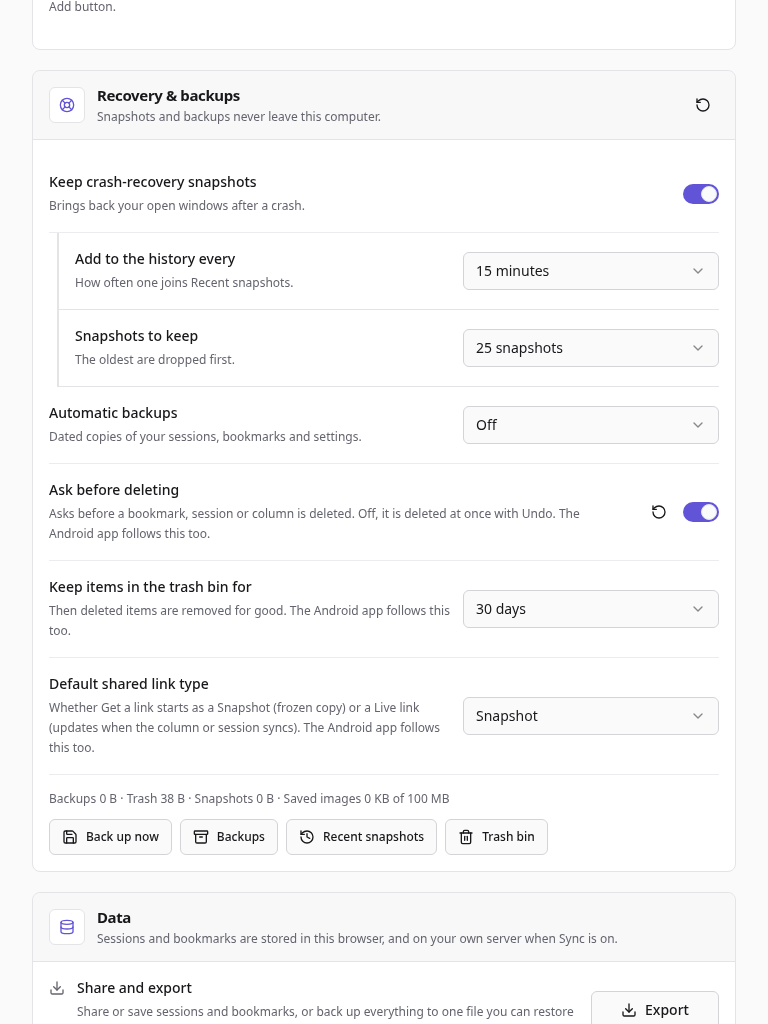 Add button.
Recovery & backups
Snapshots and backups never leave this computer.
Keep crash-recovery snapshots
Brings back your open windows after a crash.
Add to the history every
How often one joins Recent snapshots.
15 minutes
Snapshots to keep
The oldest are dropped first.
25 snapshots
Automatic backups
Dated copies of your sessions, bookmarks and settings.
Off
Ask before deleting
Asks before a bookmark, session or column is deleted. Off, it is deleted at once with Undo. The
Android app follows this too.
Keep items in the trash bin for
Then deleted items are removed for good. The Android app follows this
too.
30 days
Default shared link type
Whether Get a link starts as a Snapshot (frozen copy) or a Live link
(updates when the column or session syncs). The Android app follows
this too.
Snapshot
Backups 0 B · Trash 38 B · Snapshots 0 B · Saved images 0 KB of 100 MB
Back up now
Backups
Recent snapshots
Trash bin
Data
Sessions and bookmarks are stored in this browser, and on your own server when Sync is on.
Share and export
Share or save sessions and bookmarks, or back up everything to one file you can restore
Export